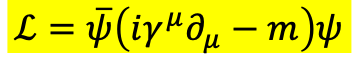 ℒ = ψ̄(iγ^μ∂_μ − m)ψ